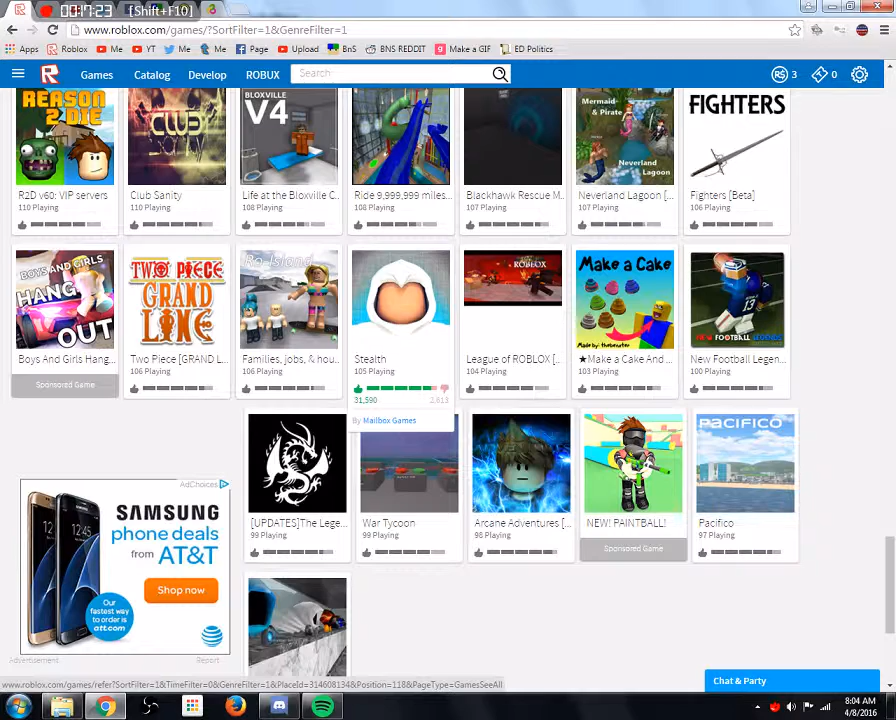 00:17:23 [Shift+F10]
www.roblox.com/games/?SortFilter=1&GenreFilter=1
Apps Roblox Me YT Me Me Page Upload BnS BNS REDDIT Make a GIF ED Politics
Games Catalog Develop ROBUX Search R$ 3 0
REASON 2 DIE
CLUB SANITY
BLOXVILLE V4
Mermaid & Pirate
Neverland Lagoon
FIGHTERS
R2D v60: VIP servers Club Sanity Life at the Bloxville C... Ride 9,999,999 miles... Blackhawk Rescue M... Neverland Lagoon [... Fighters [Beta]
110 Playing 110 Playing 108 Playing 108 Playing 107 Playing 107 Playing 106 Playing
BOYS AND GIRLS HANG OUT
TWO PIECE GRAND LINE
Ro-Island
ROBLOX
Make a Cake
Made by: thebenster
13
NEW FOOTBALL LEGENDS
Boys And Girls Hang... Two Piece [GRAND L... Families, jobs, & hou... Stealth League of ROBLOX [... ★Make a Cake And ... New Football Legen...
106 Playing 106 Playing 105 Playing 104 Playing 103 Playing 100 Playing
Sponsored Game
31,590 2,613
By Mailbox Games
PACIFICO
[UPDATES]The Lege... War Tycoon Arcane Adventures [... NEW! PAINTBALL! Pacifico
99 Playing 99 Playing 98 Playing Sponsored Game 97 Playing
AdChoices
12:45
SAMSUNG
phone deals
from AT&T
Shop now
Our
fastest way
to order is
att.com
AT&T
Advertisement Report
Chat & Party
www.roblox.com/games/refer?SortFilter=1&TimeFilter=0&GenreFilter=1&PlaceId=314608134&Position=118&PageType=GamesSeeAll
8:04 AM
4/8/2016